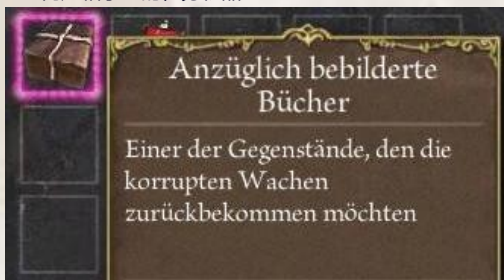 Anzüglich bebilderte
Bücher
Einer der Gegenstände, den die
korrupten Wachen
zurückbekommen möchten